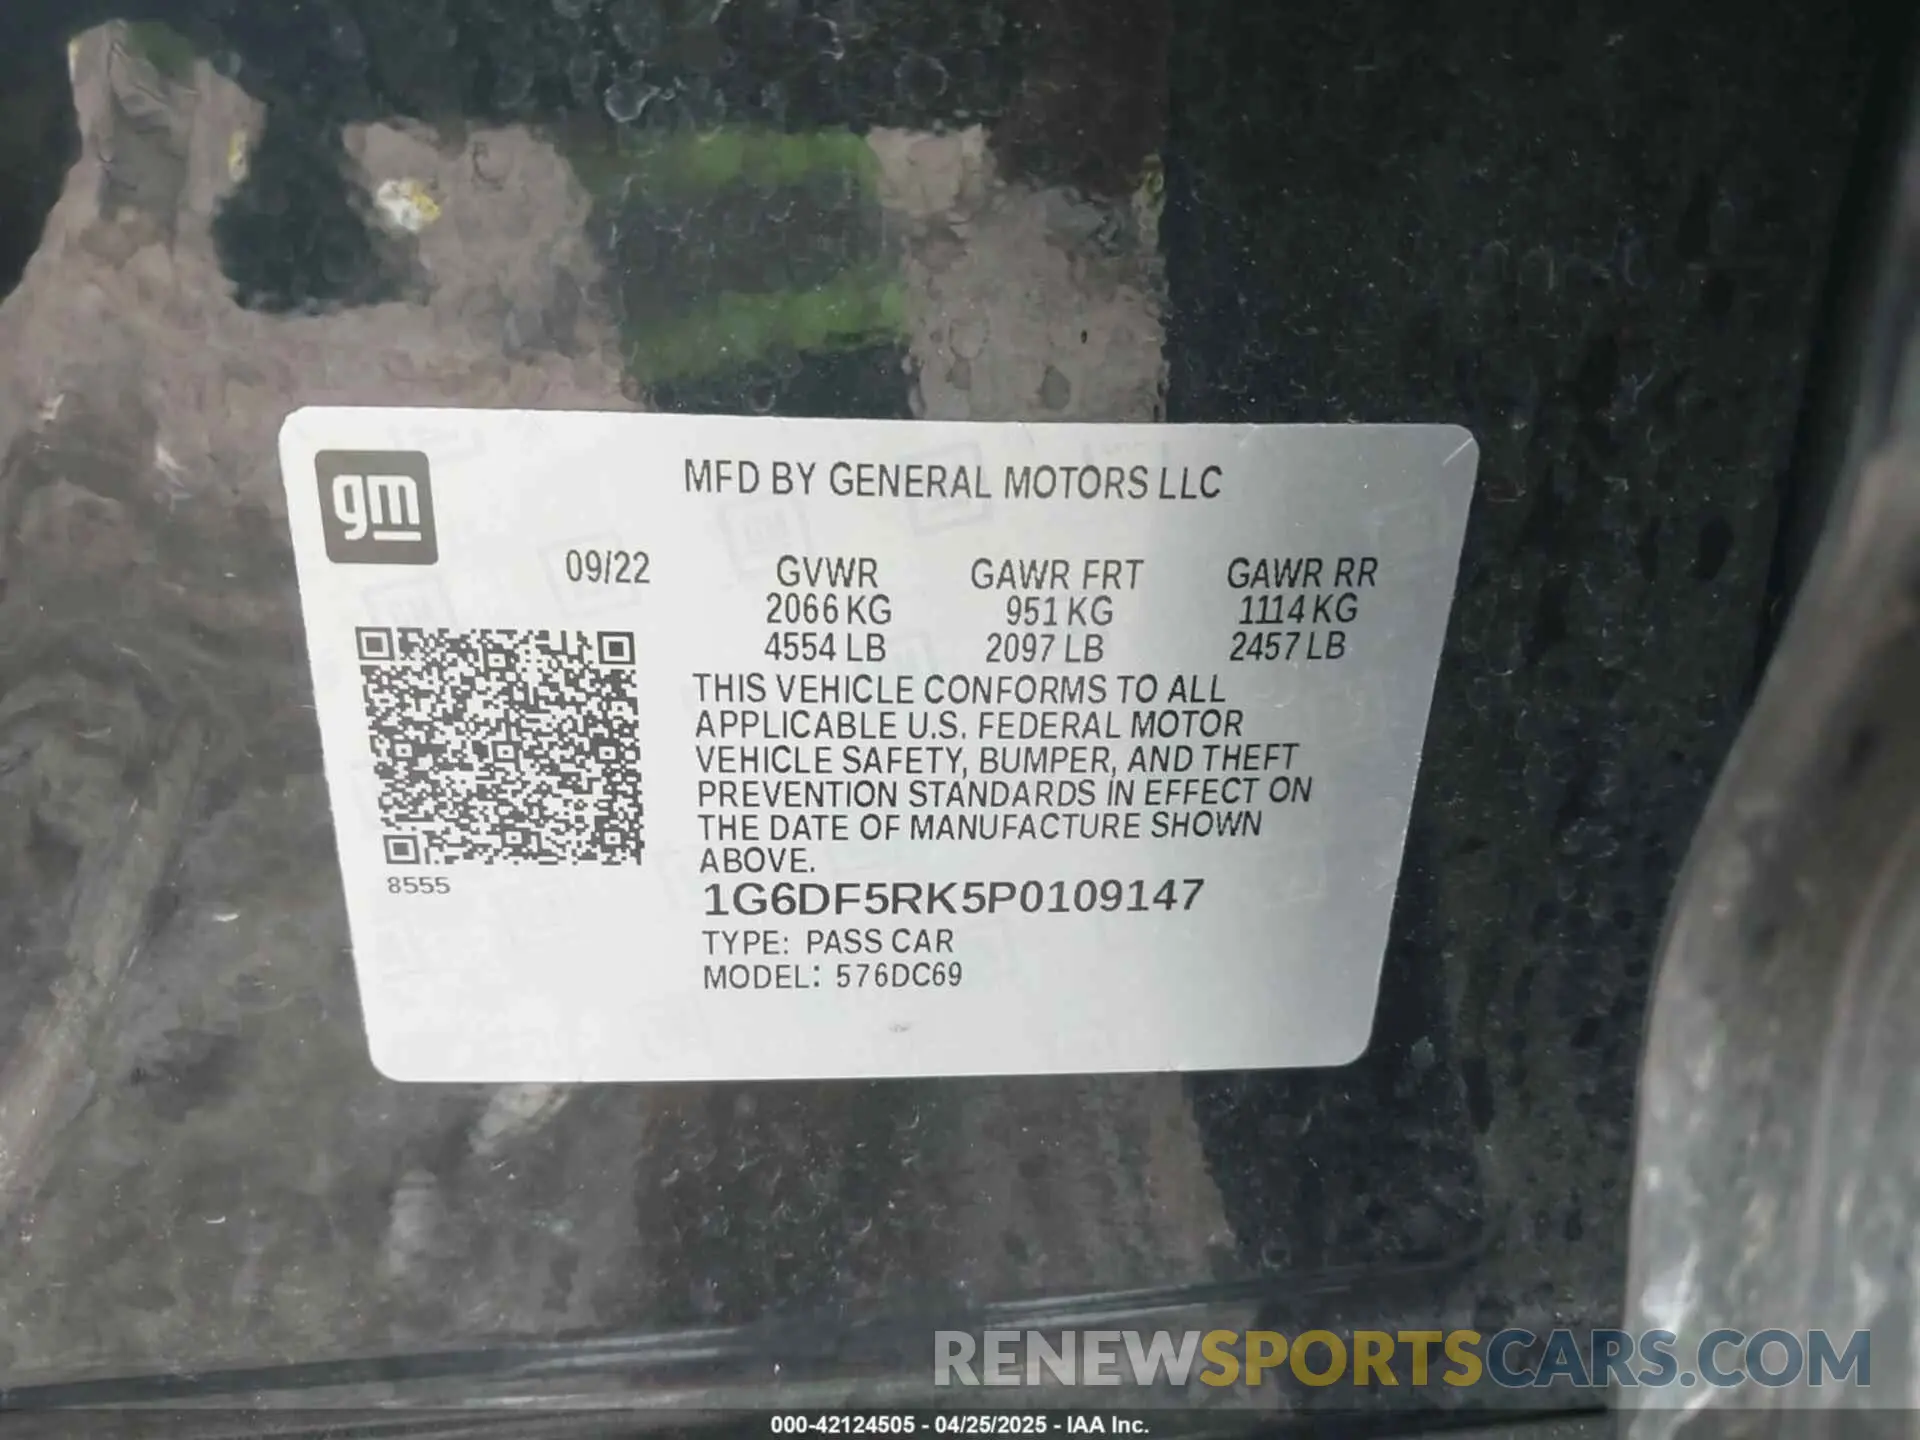 gm
MFD BY GENERAL MOTORS LLC
09/22 GVWR GAWR FRT GAWR RR
2066 KG 951 KG 1114 KG
4554 LB 2097 LB 2457 LB
THIS VEHICLE CONFORMS TO ALL
APPLICABLE U.S. FEDERAL MOTOR
VEHICLE SAFETY, BUMPER, AND THEFT
PREVENTION STANDARDS IN EFFECT ON
THE DATE OF MANUFACTURE SHOWN
ABOVE.
8555
1G6DF5RK5P0109147
TYPE: PASS CAR
MODEL: 576DC69
RENEWSPORTSCARS.COM
000-42124505 - 04/25/2025 - IAA Inc.